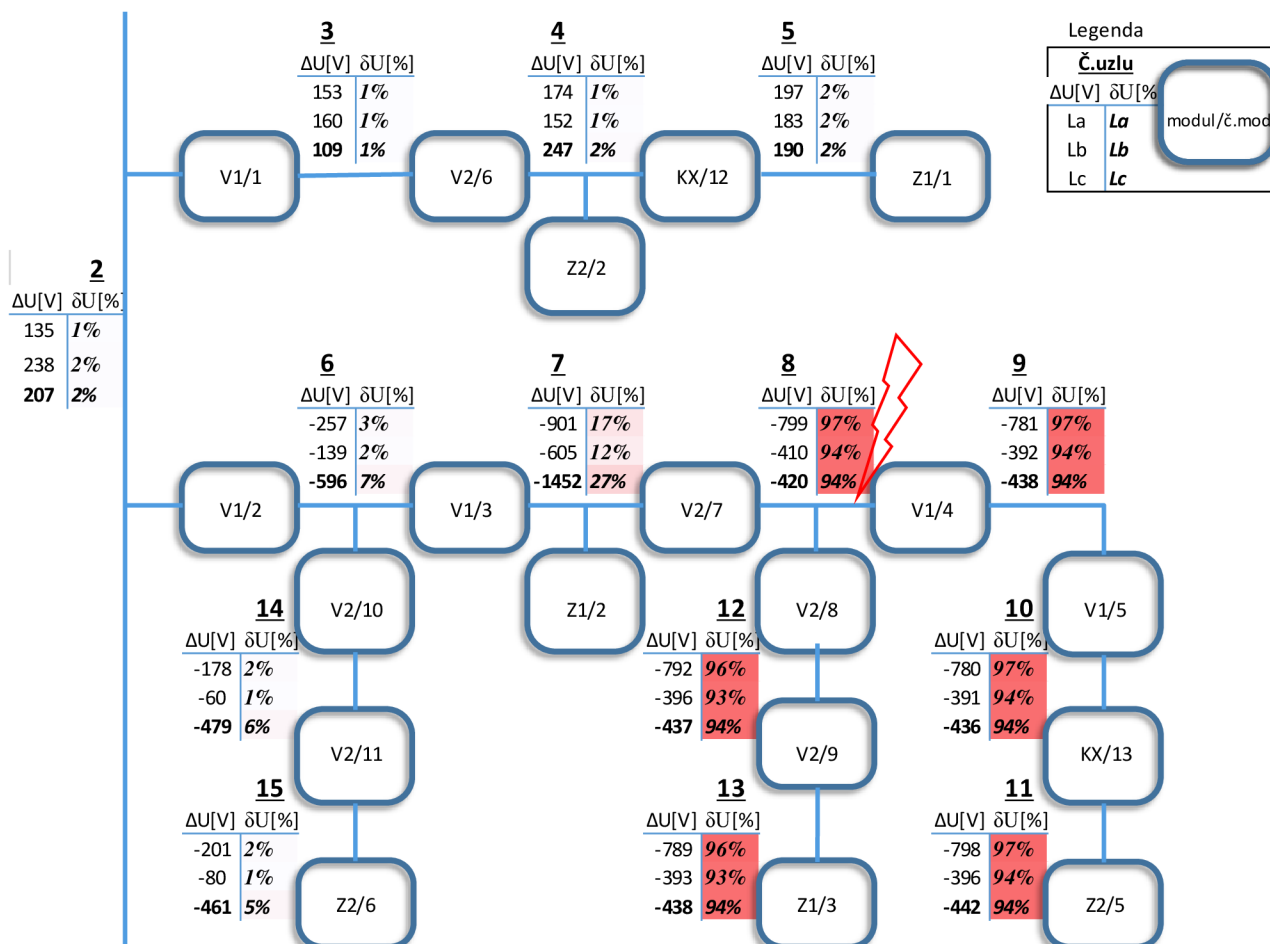 3
ΔU[V] δU[%]
153 1%
160 1%
109 1%
4
ΔU[V] δU[%]
174 1%
152 1%
247 2%
5
ΔU[V] δU[%]
197 2%
183 2%
190 2%
Legenda
Č.uzlu
ΔU[V] δU[%
La La
Lb Lb
Lc Lc
modul/č.mod
V1/1
V2/6
KX/12
Z1/1
Z2/2
2
ΔU[V] δU[%]
135 1%
238 2%
207 2%
6
ΔU[V] δU[%]
-257 3%
-139 2%
-596 7%
7
ΔU[V] δU[%]
-901 17%
-605 12%
-1452 27%
8
ΔU[V] δU[%]
-799 97%
-410 94%
-420 94%
9
ΔU[V] δU[%]
-781 97%
-392 94%
-438 94%
V1/2
V1/3
V2/7
V1/4
V2/10
Z1/2
V2/8
V1/5
14
ΔU[V] δU[%]
-178 2%
-60 1%
-479 6%
12
ΔU[V] δU[%]
-792 96%
-396 93%
-437 94%
10
ΔU[V] δU[%]
-780 97%
-391 94%
-436 94%
V2/11
V2/9
KX/13
15
ΔU[V] δU[%]
-201 2%
-80 1%
-461 5%
13
ΔU[V] δU[%]
-789 96%
-393 93%
-438 94%
11
ΔU[V] δU[%]
-798 97%
-396 94%
-442 94%
Z2/6
Z1/3
Z2/5